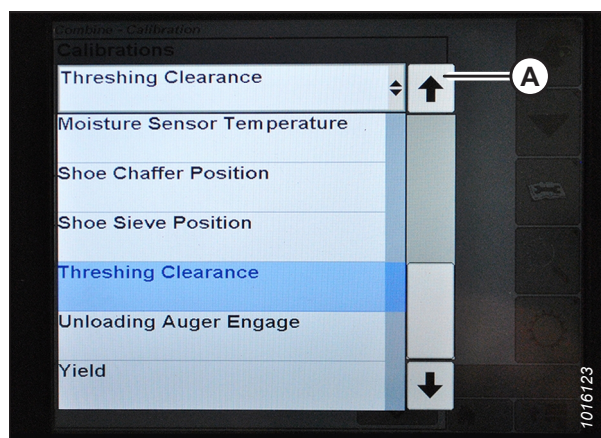 Combine - Calibration
Calibrations
Threshing Clearance
A
Moisture Sensor Temperature
Shoe Chaffer Position
Shoe Sieve Position
Threshing Clearance
Unloading Auger Engage
Yield
1016123